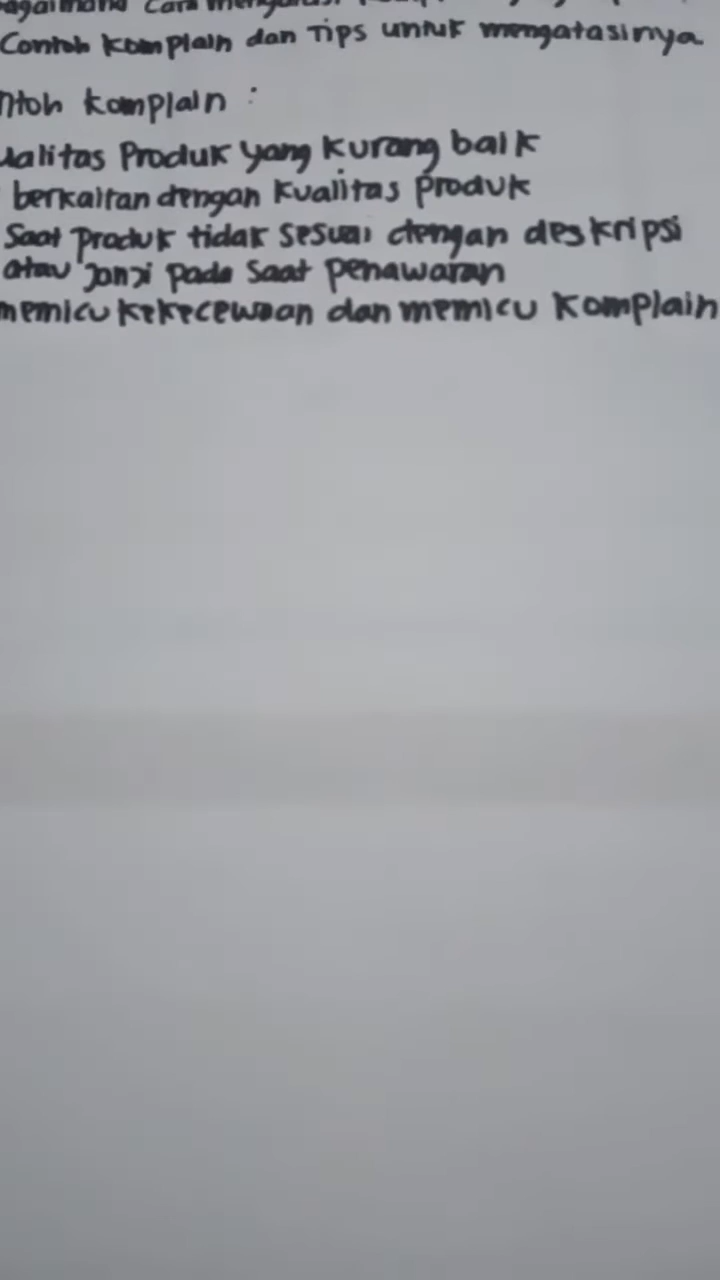 Contoh komplain dan Tips untuk mengatasinya
ntoh komplain :
alitas Produk yang kurang baik
berkaitan dengan kualitas produk
Saat produk tidak sesuai dengan deskripsi
atau janji pada saat penawaran
memicu kekecewaan dan memicu komplain